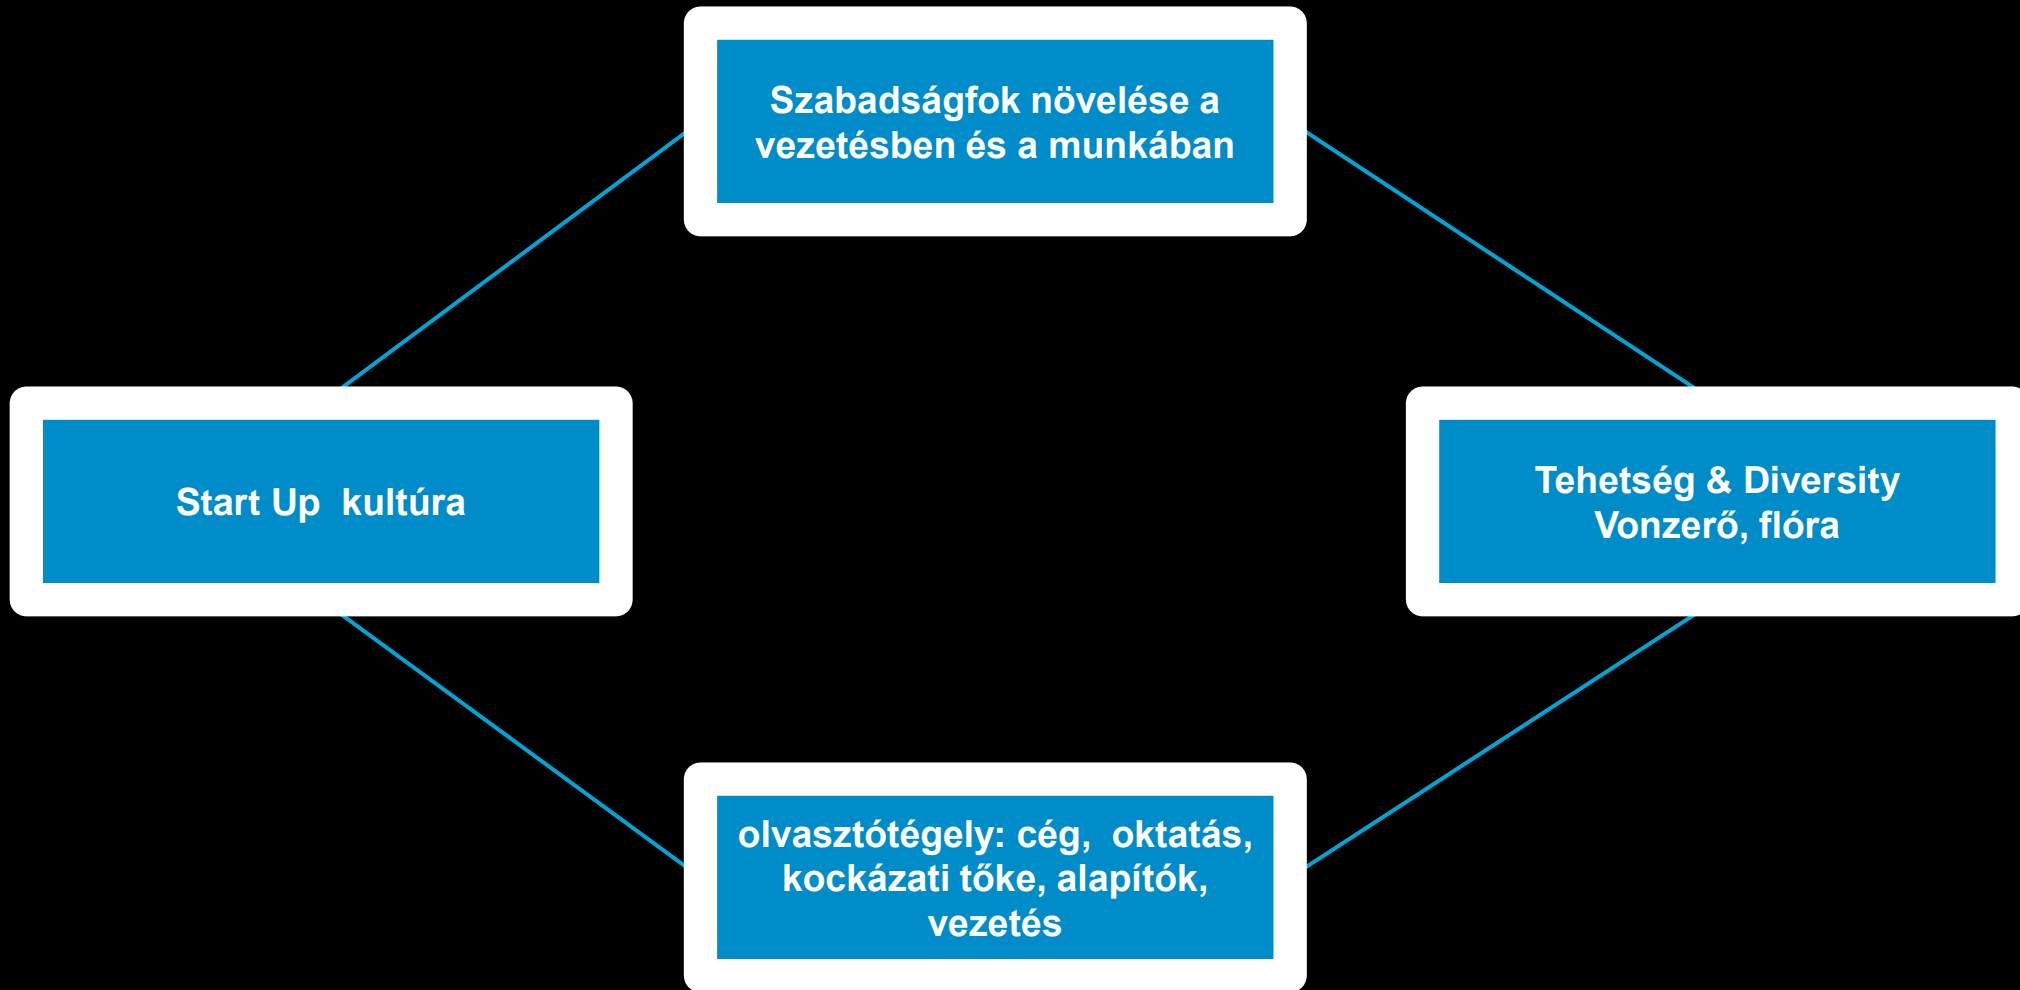 Szabadságfok növelése a
vezetésben és a munkában
Start Up  kultúra
Tehetség & Diversity
Vonzerő, flóra
olvasztótégely: cég,  oktatás,
kockázati tőke, alapítók,
vezetés